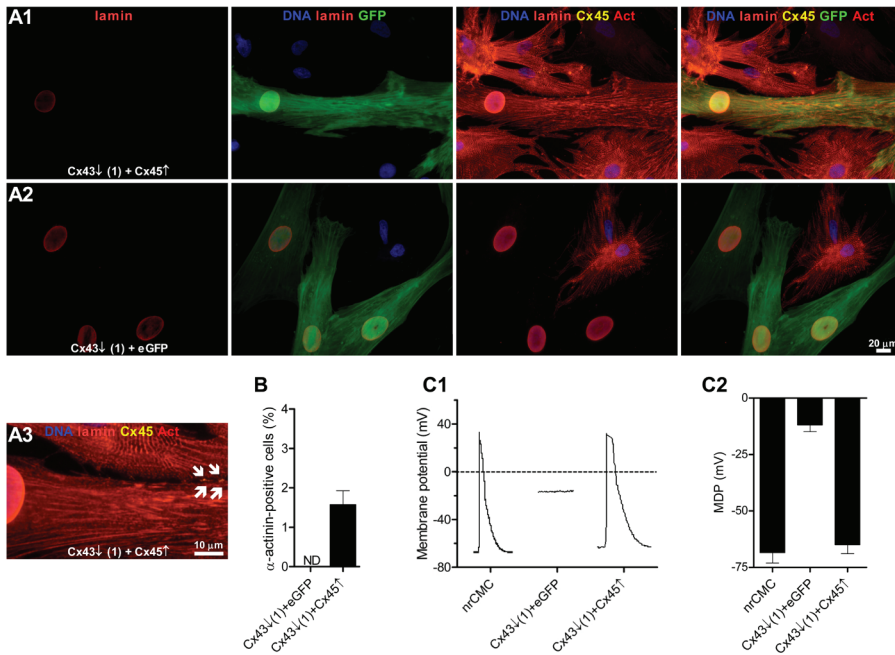 A1
lamin
DNA lamin GFP
DNA lamin Cx45 Act
DNA lamin Cx45 GFP Act
Cx43↓ (1) + Cx45↑
A2
Cx43↓ (1) + eGFP
20 μm
A3
DNA lamin Cx45 Act
10 μm
Cx43↓ (1) + Cx45↑
B
α-actinin-positive cells (%)
4
3
2
1
0
ND
Cx43↓(1)+eGFP
Cx43↓(1)+Cx45↑
C1
Membrane potential (mV)
40
0
-40
-60
-80
nrCMC
Cx43↓(1)+eGFP
Cx43↓(1)+Cx45↑
C2
MDP (mV)
0
-25
-50
-75
nrCMC
Cx43↓(1)+eGFP
Cx43↓(1)+Cx45↑